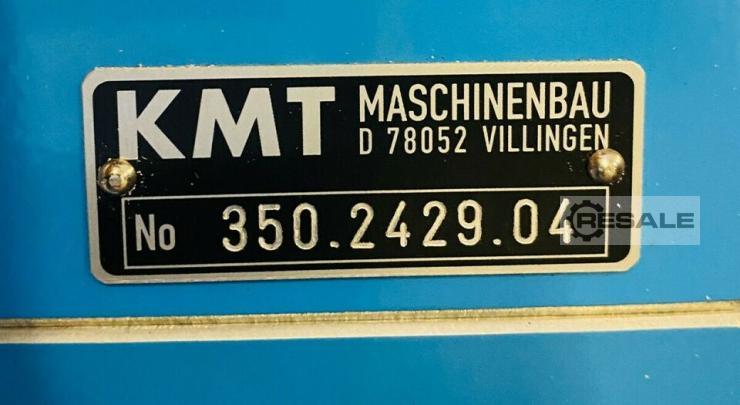 KMT MASCHINENBAU
D 78052 VILLINGEN
No 350.2429.04
RESALE